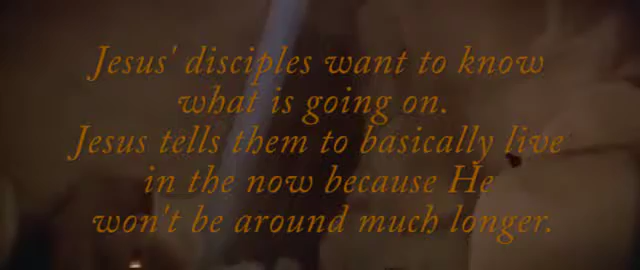 Jesus' disciples want to know
what is going on.
Jesus tells them to basically live
in the now because He
won't be around much longer.